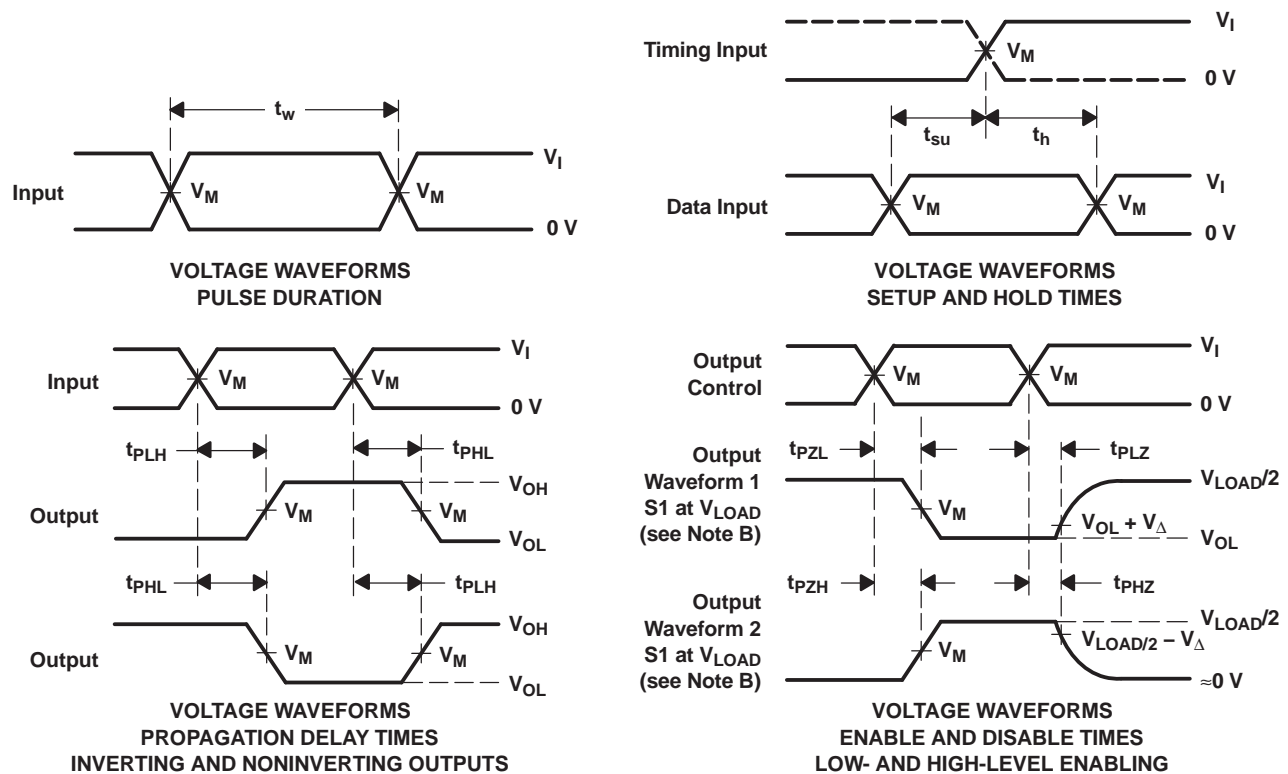 t_w
Input
V_M
V_M
V_I
0 V
VOLTAGE WAVEFORMS
PULSE DURATION
Timing Input
V_M
V_I
0 V
t_su
t_h
Data Input
V_M
V_M
V_I
0 V
VOLTAGE WAVEFORMS
SETUP AND HOLD TIMES
Input
V_M
V_M
V_I
0 V
t_PLH
t_PHL
Output
V_M
V_M
V_OH
V_OL
t_PHL
t_PLH
Output
V_M
V_M
V_OH
V_OL
VOLTAGE WAVEFORMS
PROPAGATION DELAY TIMES
INVERTING AND NONINVERTING OUTPUTS
Output
Control
V_M
V_M
V_I
0 V
t_PZL
t_PLZ
Output
Waveform 1
S1 at V_LOAD
(see Note B)
V_M
V_LOAD/2
V_OL + V_Δ
V_OL
t_PZH
t_PHZ
Output
Waveform 2
S1 at V_LOAD
(see Note B)
V_M
V_LOAD/2
V_LOAD/2 – V_Δ
≈0 V
VOLTAGE WAVEFORMS
ENABLE AND DISABLE TIMES
LOW- AND HIGH-LEVEL ENABLING